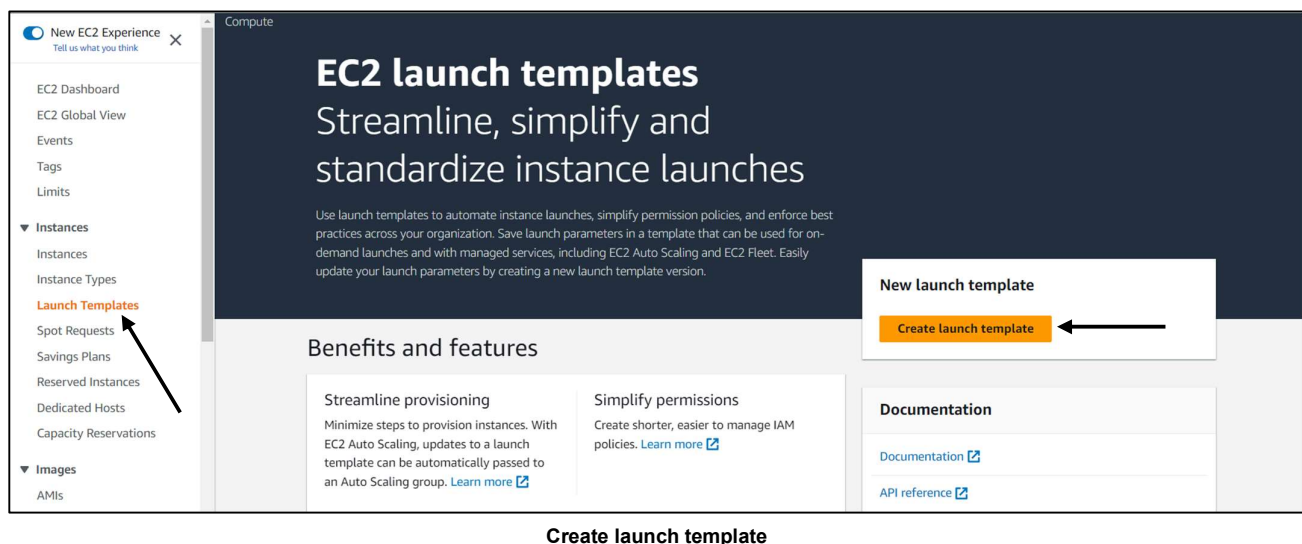 New EC2 Experience
Tell us what you think
EC2 Dashboard
EC2 Global View
Events
Tags
Limits
Instances
Instances
Instance Types
Launch Templates
Spot Requests
Savings Plans
Reserved Instances
Dedicated Hosts
Capacity Reservations
Images
AMIs
Compute
EC2 launch templates
Streamline, simplify and
standardize instance launches
Use launch templates to automate instance launches, simplify permission policies, and enforce best
practices across your organization. Save launch parameters in a template that can be used for on-
demand launches and with managed services, including EC2 Auto Scaling and EC2 Fleet. Easily
update your launch parameters by creating a new launch template version.
New launch template
Create launch template
Benefits and features
Streamline provisioning
Minimize steps to provision instances. With
EC2 Auto Scaling, updates to a launch
template can be automatically passed to
an Auto Scaling group. Learn more
Simplify permissions
Create shorter, easier to manage IAM
policies. Learn more
Documentation
Documentation
API reference
Create launch template